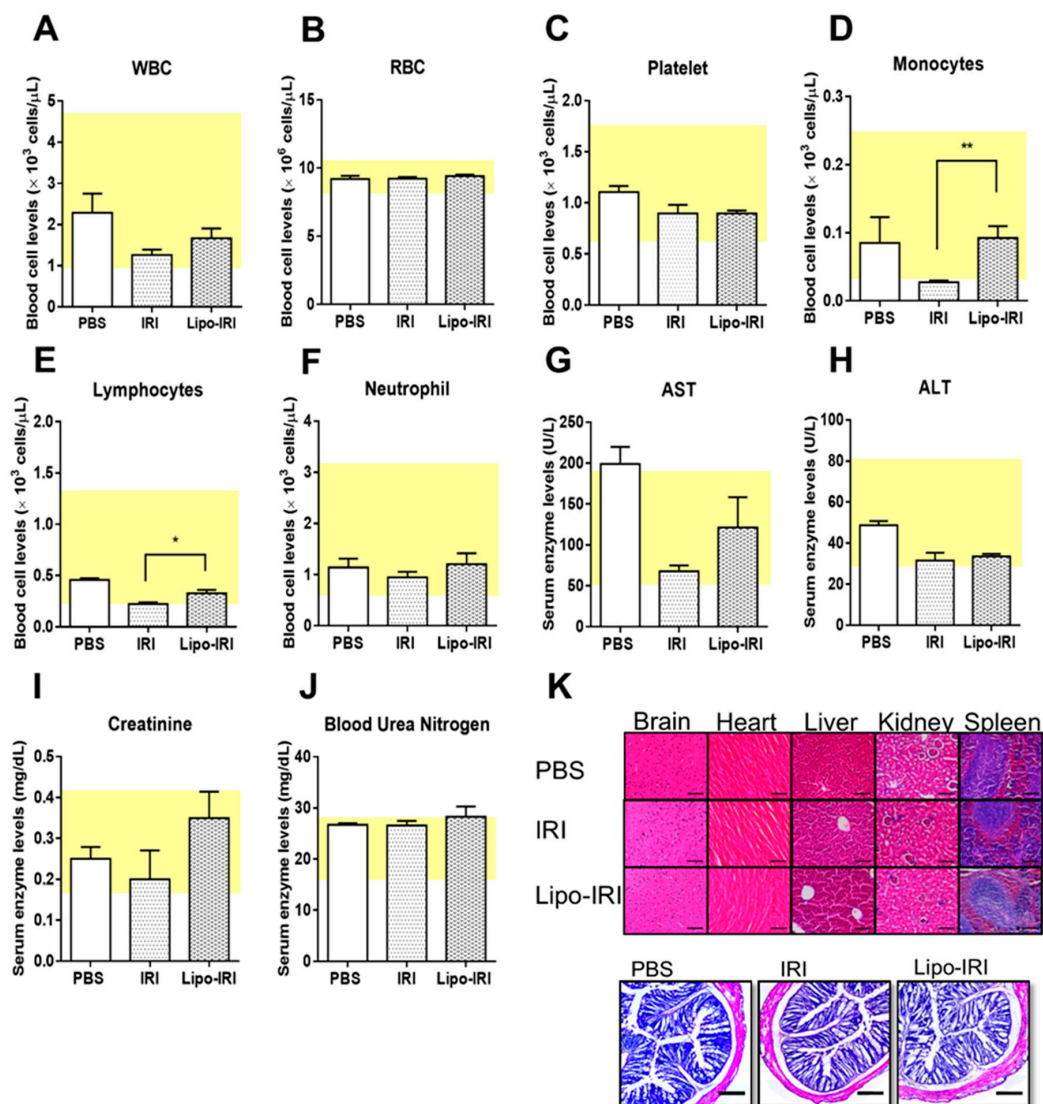 A
WBC
Blood cell levels (× 10³ cells/μL)
5
4
3
2
1
0
PBS IRI Lipo-IRI
B
RBC
Blood cell levels (× 10⁶ cells/μL)
15
10
5
0
PBS IRI Lipo-IRI
C
Platelet
Blood cell leves (× 10³ cells/μL)
2.0
1.5
1.0
0.5
0.0
PBS IRI Lipo-IRI
D
Monocytes
Blood cell levels (× 10³ cells/μL)
0.3
0.2
0.1
0.0
**
PBS IRI Lipo-IRI
E
Lymphocytes
Blood cell levels (× 10³ cells/μL)
2.0
1.5
1.0
0.5
0.0
*
PBS IRI Lipo-IRI
F
Neutrophil
Blood cell levels (× 10³ cells/μL)
4
3
2
1
0
PBS IRI Lipo-IRI
G
AST
Serum enzyme levels (U/L)
250
200
150
100
50
0
PBS IRI Lipo-IRI
H
ALT
Serum enzyme levels (U/L)
100
80
60
40
20
0
PBS IRI Lipo-IRI
I
Creatinine
Serum enzyme levels (mg/dL)
0.5
0.4
0.3
0.2
0.1
0.0
PBS IRI Lipo-IRI
J
Blood Urea Nitrogen
Serum enzyme levels (mg/dL)
50
40
30
20
10
0
PBS IRI Lipo-IRI
K
Brain Heart Liver Kidney Spleen
PBS
IRI
Lipo-IRI
PBS IRI Lipo-IRI